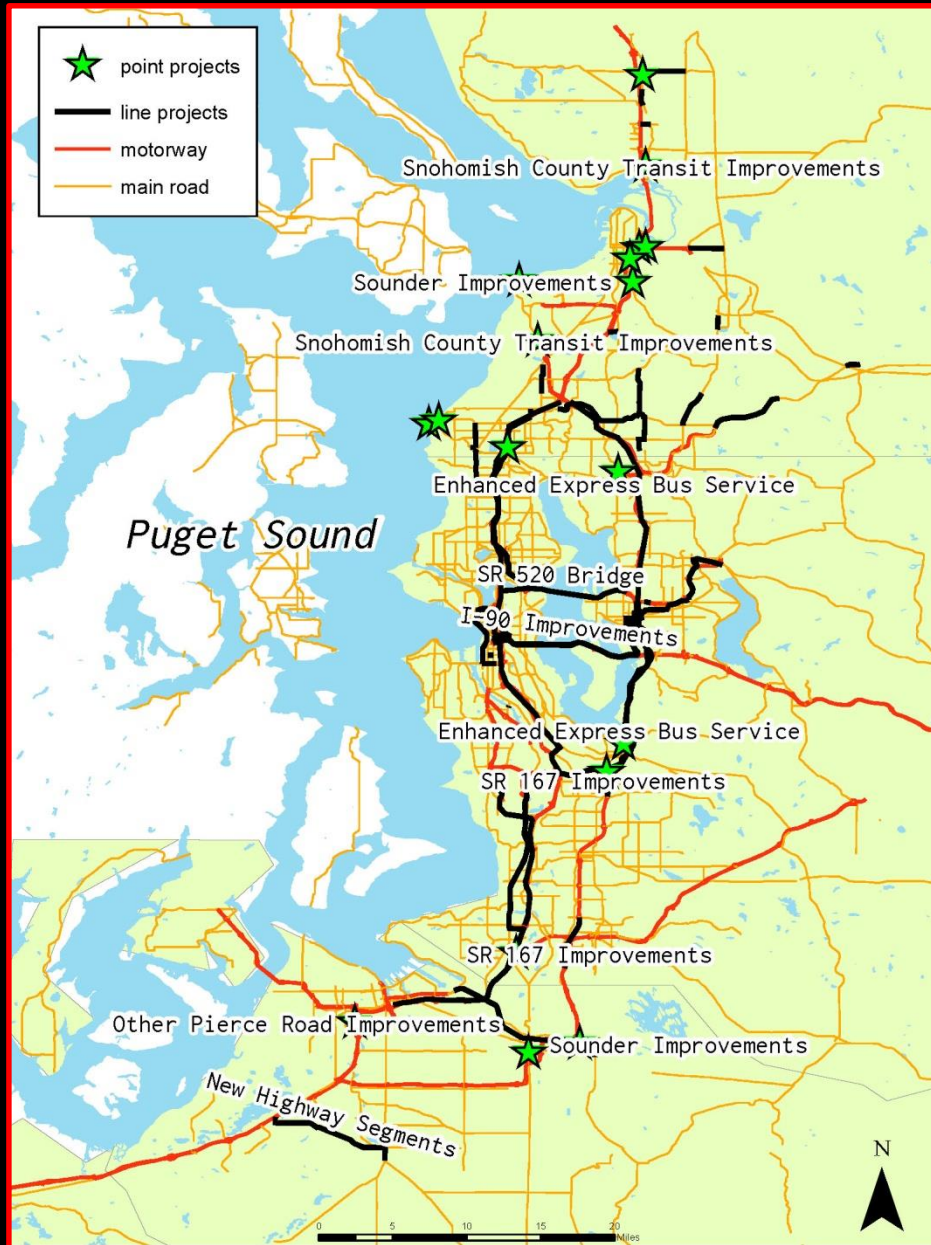 point projects
line projects
motorway
main road
Snohomish County Transit Improvements
Sounder Improvements
Snohomish County Transit Improvements
Enhanced Express Bus Service
Puget Sound
SR 520 Bridge
I-90 Improvements
Enhanced Express Bus Service
SR 167 Improvements
SR 167 Improvements
Other Pierce Road Improvements
Sounder Improvements
New Highway Segments
N
0 5 10 15 20
Miles